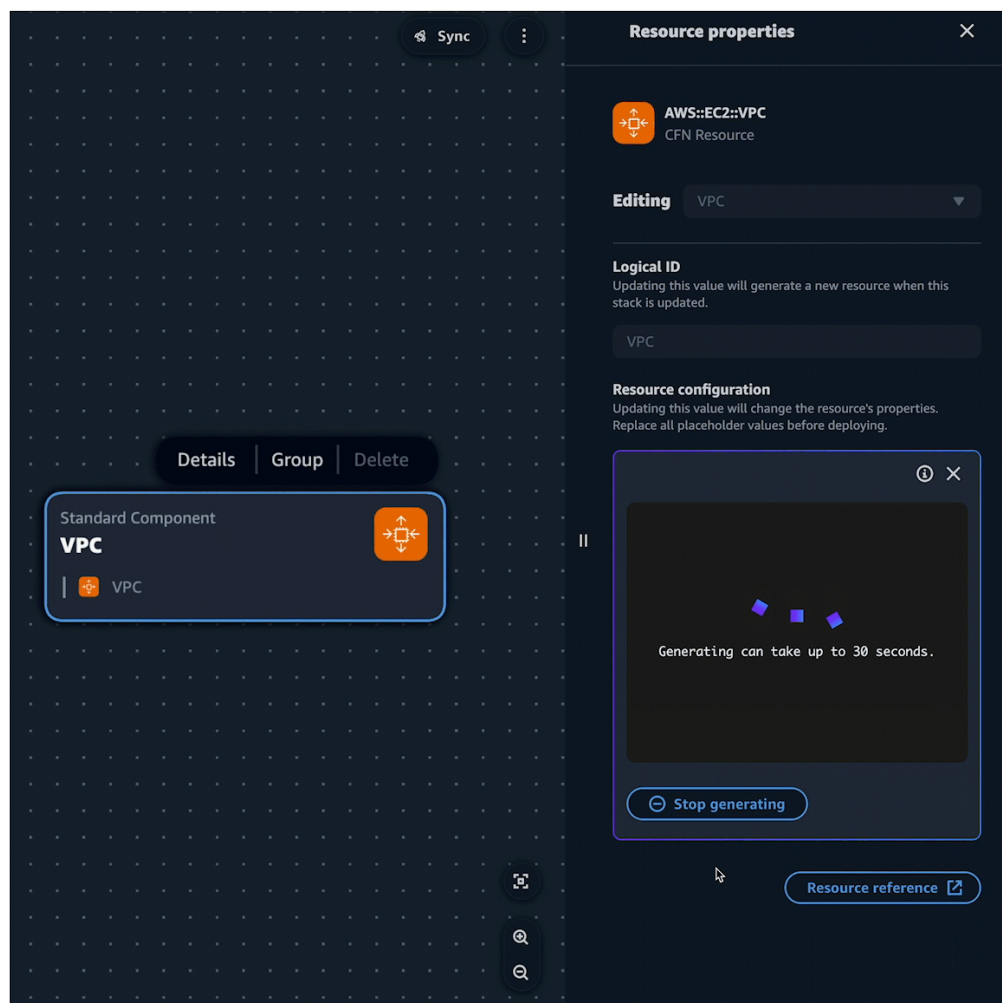 Sync
Resource properties
AWS::EC2::VPC
CFN Resource
Editing
VPC
Logical ID
Updating this value will generate a new resource when this
stack is updated.
VPC
Resource configuration
Updating this value will change the resource's properties.
Replace all placeholder values before deploying.
Details
Group
Delete
Standard Component
VPC
VPC
Generating can take up to 30 seconds.
Stop generating
Resource reference